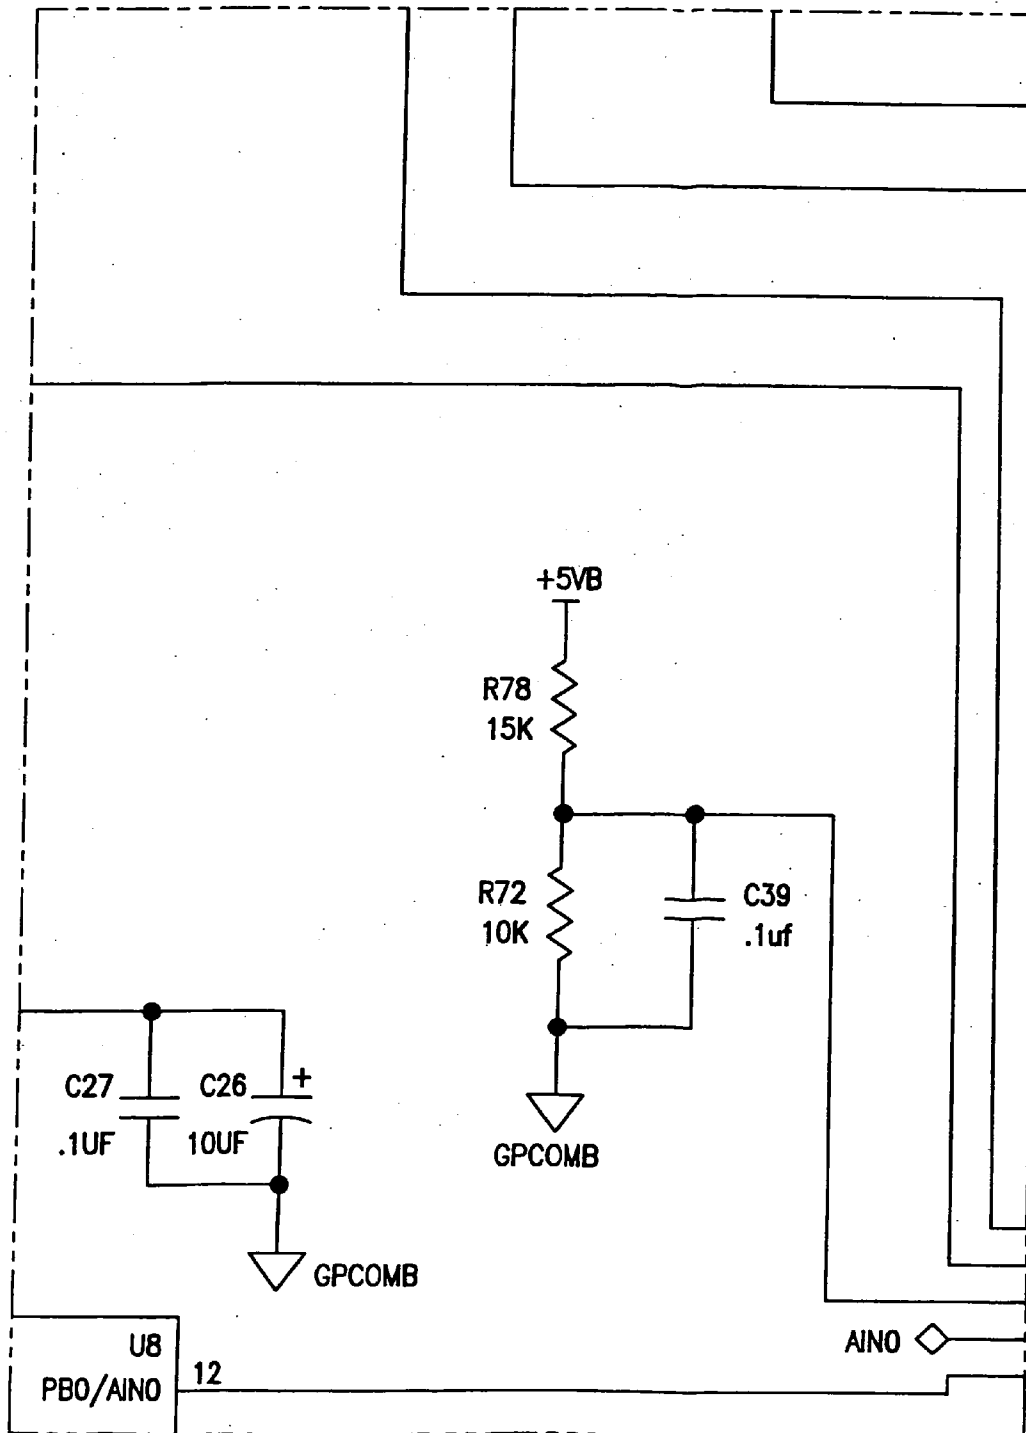 +5VB
R78
15K
R72
10K
C39
.1uf
GPCOMB
C27
.1UF
C26
+
10UF
GPCOMB
U8
PB0/AIN0
12
AIN0